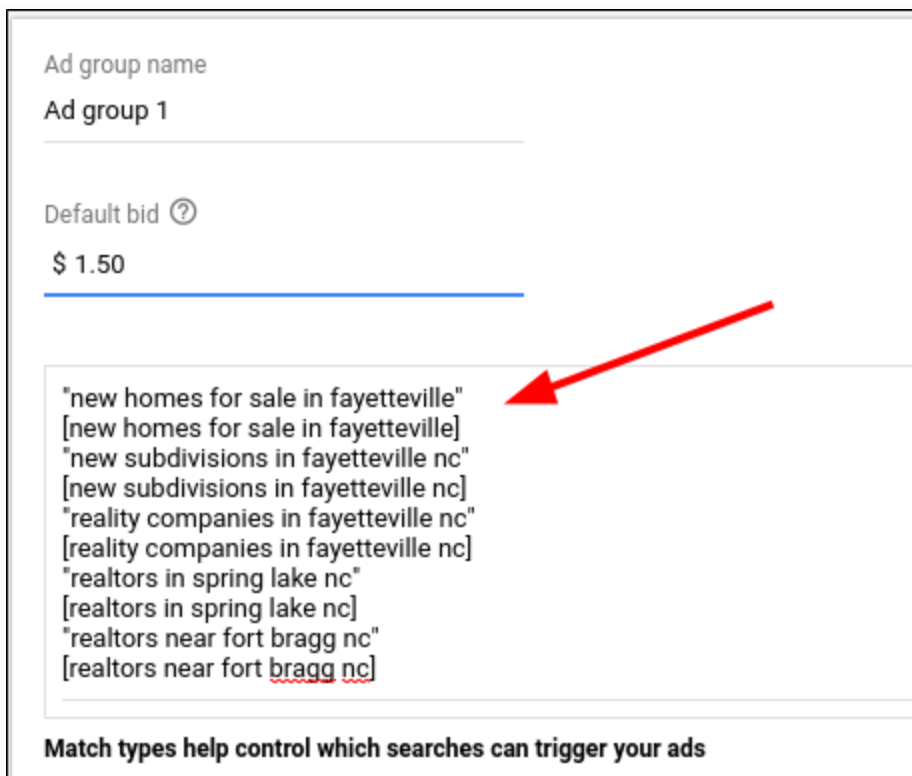 Ad group name
Ad group 1
Default bid ?
$ 1.50
"new homes for sale in fayetteville"
[new homes for sale in fayetteville]
"new subdivisions in fayetteville nc"
[new subdivisions in fayetteville nc]
"reality companies in fayetteville nc"
[reality companies in fayetteville nc]
"realtors in spring lake nc"
[realtors in spring lake nc]
"realtors near fort bragg nc"
[realtors near fort bragg nc]
Match types help control which searches can trigger your ads